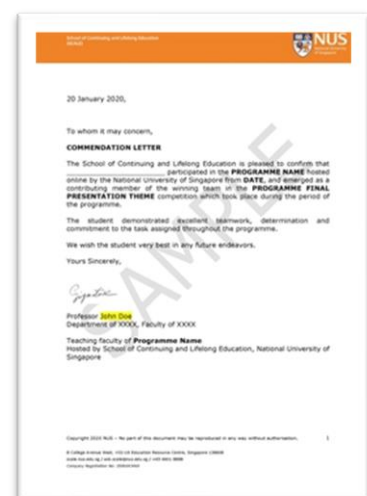 School of Continuing and Lifelong Education
NUS
National University
of Singapore
20 January 2020,
To whom it may concern,
COMMENDATION LETTER
The School of Continuing and Lifelong Education is pleased to confirm that
____________________ participated in the PROGRAMME NAME hosted
online by the National University of Singapore from DATE, and emerged as a
contributing member of the winning team in the PROGRAMME FINAL
PRESENTATION THEME competition which took place during the period of
the programme.
The student demonstrated excellent teamwork, determination and
commitment to the task assigned throughout the programme.
We wish the student very best in any future endeavors.
Yours Sincerely,
Signature
Professor John Doe
Department of XXXX, Faculty of XXXX
Teaching faculty of Programme Name
Hosted by School of Continuing and Lifelong Education, National University of
Singapore
SAMPLE
Copyright 2020 NUS – No part of this document may be reproduced in any way without authorisation. 1